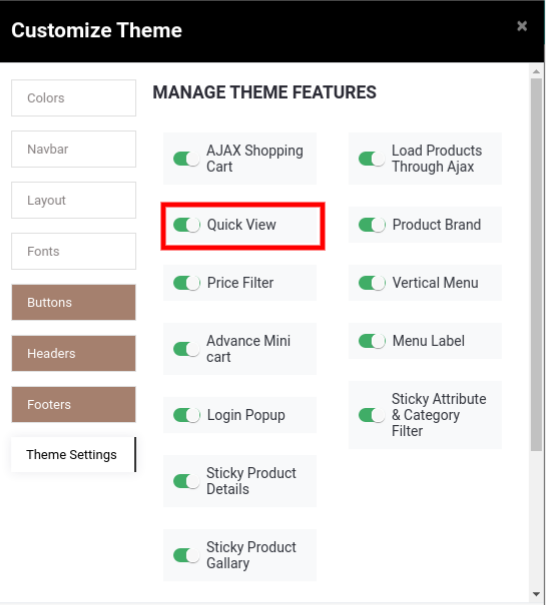 Customize Theme
×
Colors
Navbar
Layout
Fonts
Buttons
Headers
Footers
Theme Settings
MANAGE THEME FEATURES
AJAX Shopping
Cart
Load Products
Through Ajax
Quick View
Product Brand
Price Filter
Vertical Menu
Advance Mini
cart
Menu Label
Login Popup
Sticky Attribute
& Category
Filter
Sticky Product
Details
Sticky Product
Gallary